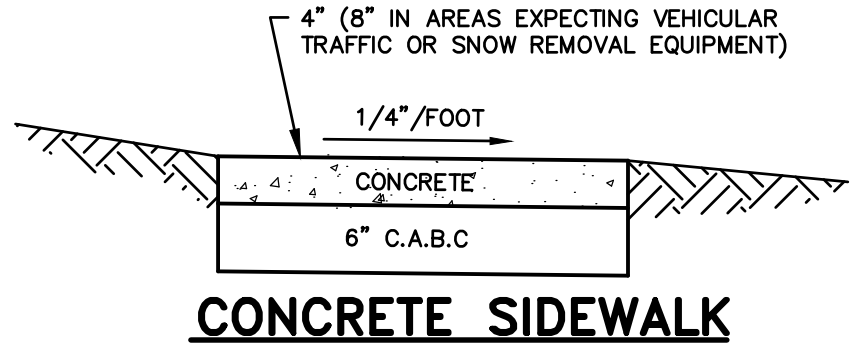 4" (8" IN AREAS EXPECTING VEHICULAR
TRAFFIC OR SNOW REMOVAL EQUIPMENT)
1/4"/FOOT
CONCRETE
6" C.A.B.C
CONCRETE SIDEWALK